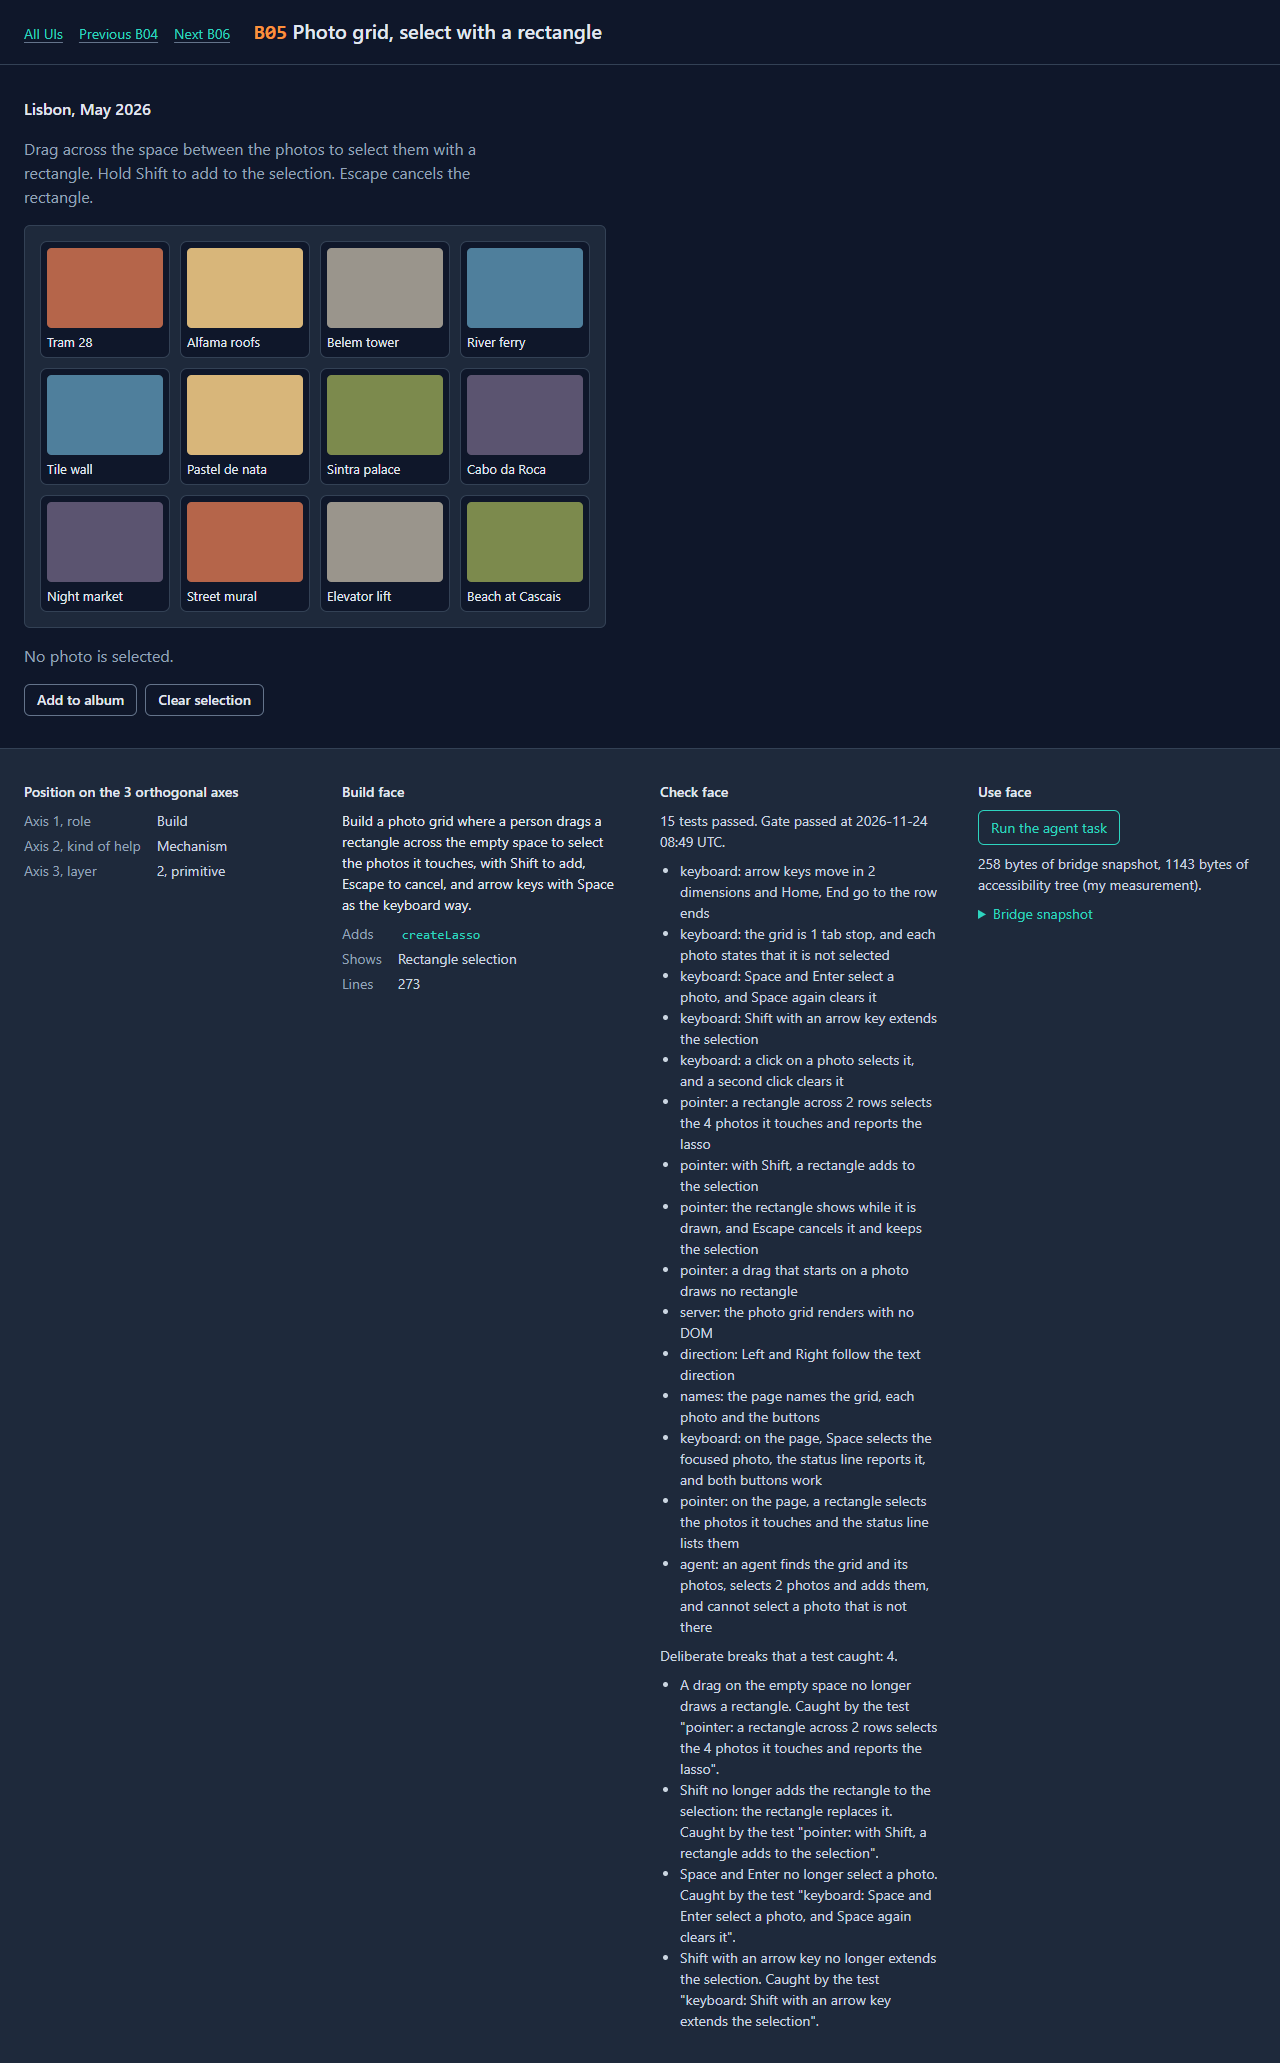 All UIs Previous B04 Next B06 B05 Photo grid, select with a rectangle
Lisbon, May 2026
Drag across the space between the photos to select them with a
rectangle. Hold Shift to add to the selection. Escape cancels the
rectangle.
Tram 28 Alfama roofs Belem tower River ferry
Tile wall Pastel de nata Sintra palace Cabo da Roca
Night market Street mural Elevator lift Beach at Cascais
No photo is selected.
Add to album Clear selection
Position on the 3 orthogonal axes
Axis 1, role Build
Axis 2, kind of help Mechanism
Axis 3, layer 2, primitive
Build face
Build a photo grid where a person drags a
rectangle across the empty space to select
the photos it touches, with Shift to add,
Escape to cancel, and arrow keys with Space
as the keyboard way.
Adds createLasso
Shows Rectangle selection
Lines 273
Check face
15 tests passed. Gate passed at 2026-11-24
08:49 UTC.
• keyboard: arrow keys move in 2
dimensions and Home, End go to the row
ends
• keyboard: the grid is 1 tab stop, and each
photo states that it is not selected
• keyboard: Space and Enter select a
photo, and Space again clears it
• keyboard: Shift with an arrow key extends
the selection
• keyboard: a click on a photo selects it,
and a second click clears it
• pointer: a rectangle across 2 rows selects
the 4 photos it touches and reports the
lasso
• pointer: with Shift, a rectangle adds to
the selection
• pointer: the rectangle shows while it is
drawn, and Escape cancels it and keeps
the selection
• pointer: a drag that starts on a photo
draws no rectangle
• server: the photo grid renders with no
DOM
• direction: Left and Right follow the text
direction
• names: the page names the grid, each
photo and the buttons
• keyboard: on the page, Space selects the
focused photo, the status line reports it,
and both buttons work
• pointer: on the page, a rectangle selects
the photos it touches and the status line
lists them
• agent: an agent finds the grid and its
photos, selects 2 photos and adds them,
and cannot select a photo that is not
there
Deliberate breaks that a test caught: 4.
• A drag on the empty space no longer
draws a rectangle. Caught by the test
"pointer: a rectangle across 2 rows selects
the 4 photos it touches and reports the
lasso".
• Shift no longer adds the rectangle to the
selection: the rectangle replaces it.
Caught by the test "pointer: with Shift, a
rectangle adds to the selection".
• Space and Enter no longer select a photo.
Caught by the test "keyboard: Space and
Enter select a photo, and Space again
clears it".
• Shift with an arrow key no longer extends
the selection. Caught by the test
"keyboard: Shift with an arrow key
extends the selection".
Use face
Run the agent task
258 bytes of bridge snapshot, 1143 bytes of
accessibility tree (my measurement).
▶ Bridge snapshot